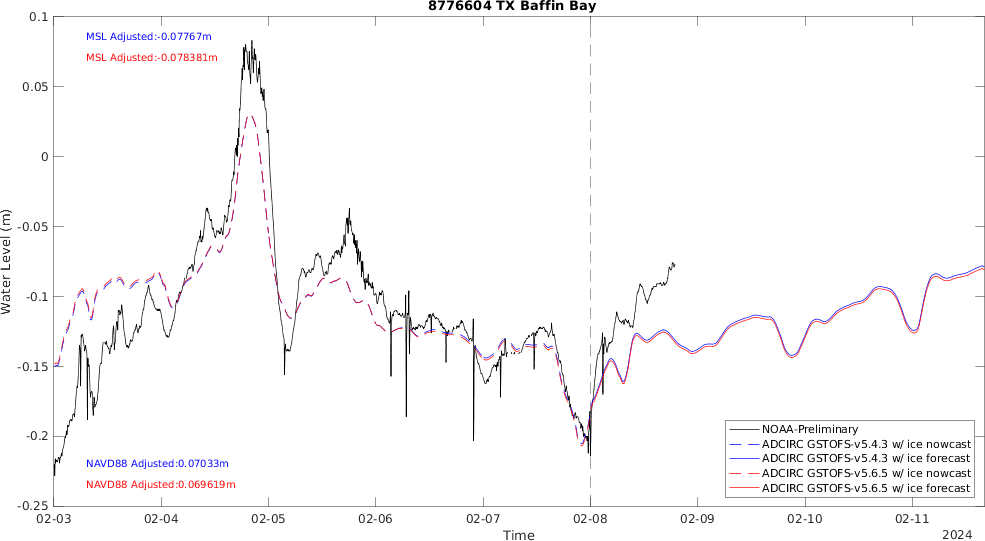 8776604 TX Baffin Bay
0.1
MSL Adjusted:-0.07767m
MSL Adjusted:-0.078381m
0.05
0
-0.05
-0.1
-0.15
-0.2
-0.25
Water Level (m)
NAVD88 Adjusted:0.07033m
NAVD88 Adjusted:0.069619m
NOAA-Preliminary
ADCIRC GSTOFS-v5.4.3 w/ ice nowcast
ADCIRC GSTOFS-v5.4.3 w/ ice forecast
ADCIRC GSTOFS-v5.6.5 w/ ice nowcast
ADCIRC GSTOFS-v5.6.5 w/ ice forecast
02-03 02-04 02-05 02-06 02-07 02-08 02-09 02-10 02-11
Time
2024